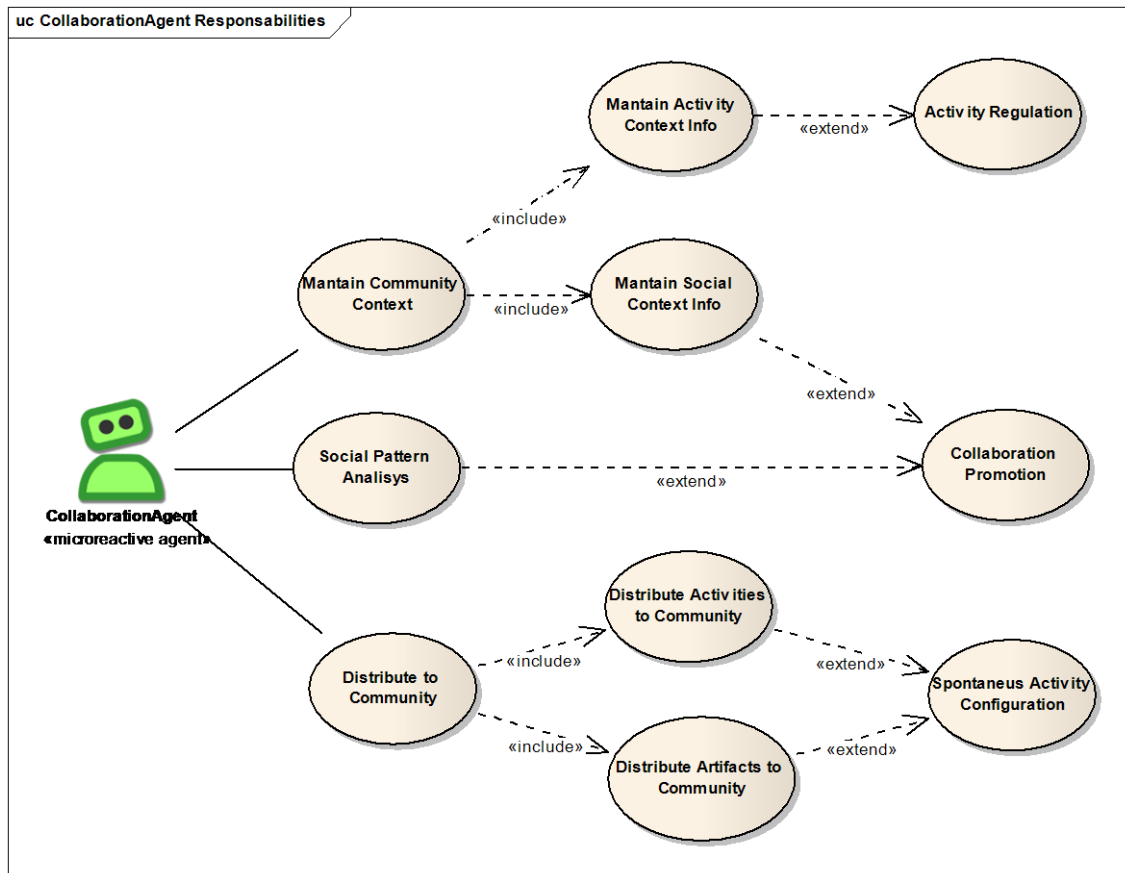 uc CollaborationAgent Responsabilities
Mantain Activity
Context Info
«extend»
Activity Regulation
«include»
Mantain Community
Context
«include»
Mantain Social
Context Info
«extend»
Social Pattern
Analisys
«extend»
Collaboration
Promotion
CollaborationAgent
«microreactive agent»
Distribute Activities
to Community
«include»
«extend»
Distribute to
Community
Spontaneus Activity
Configuration
«include»
«extend»
Distribute Artifacts to
Community